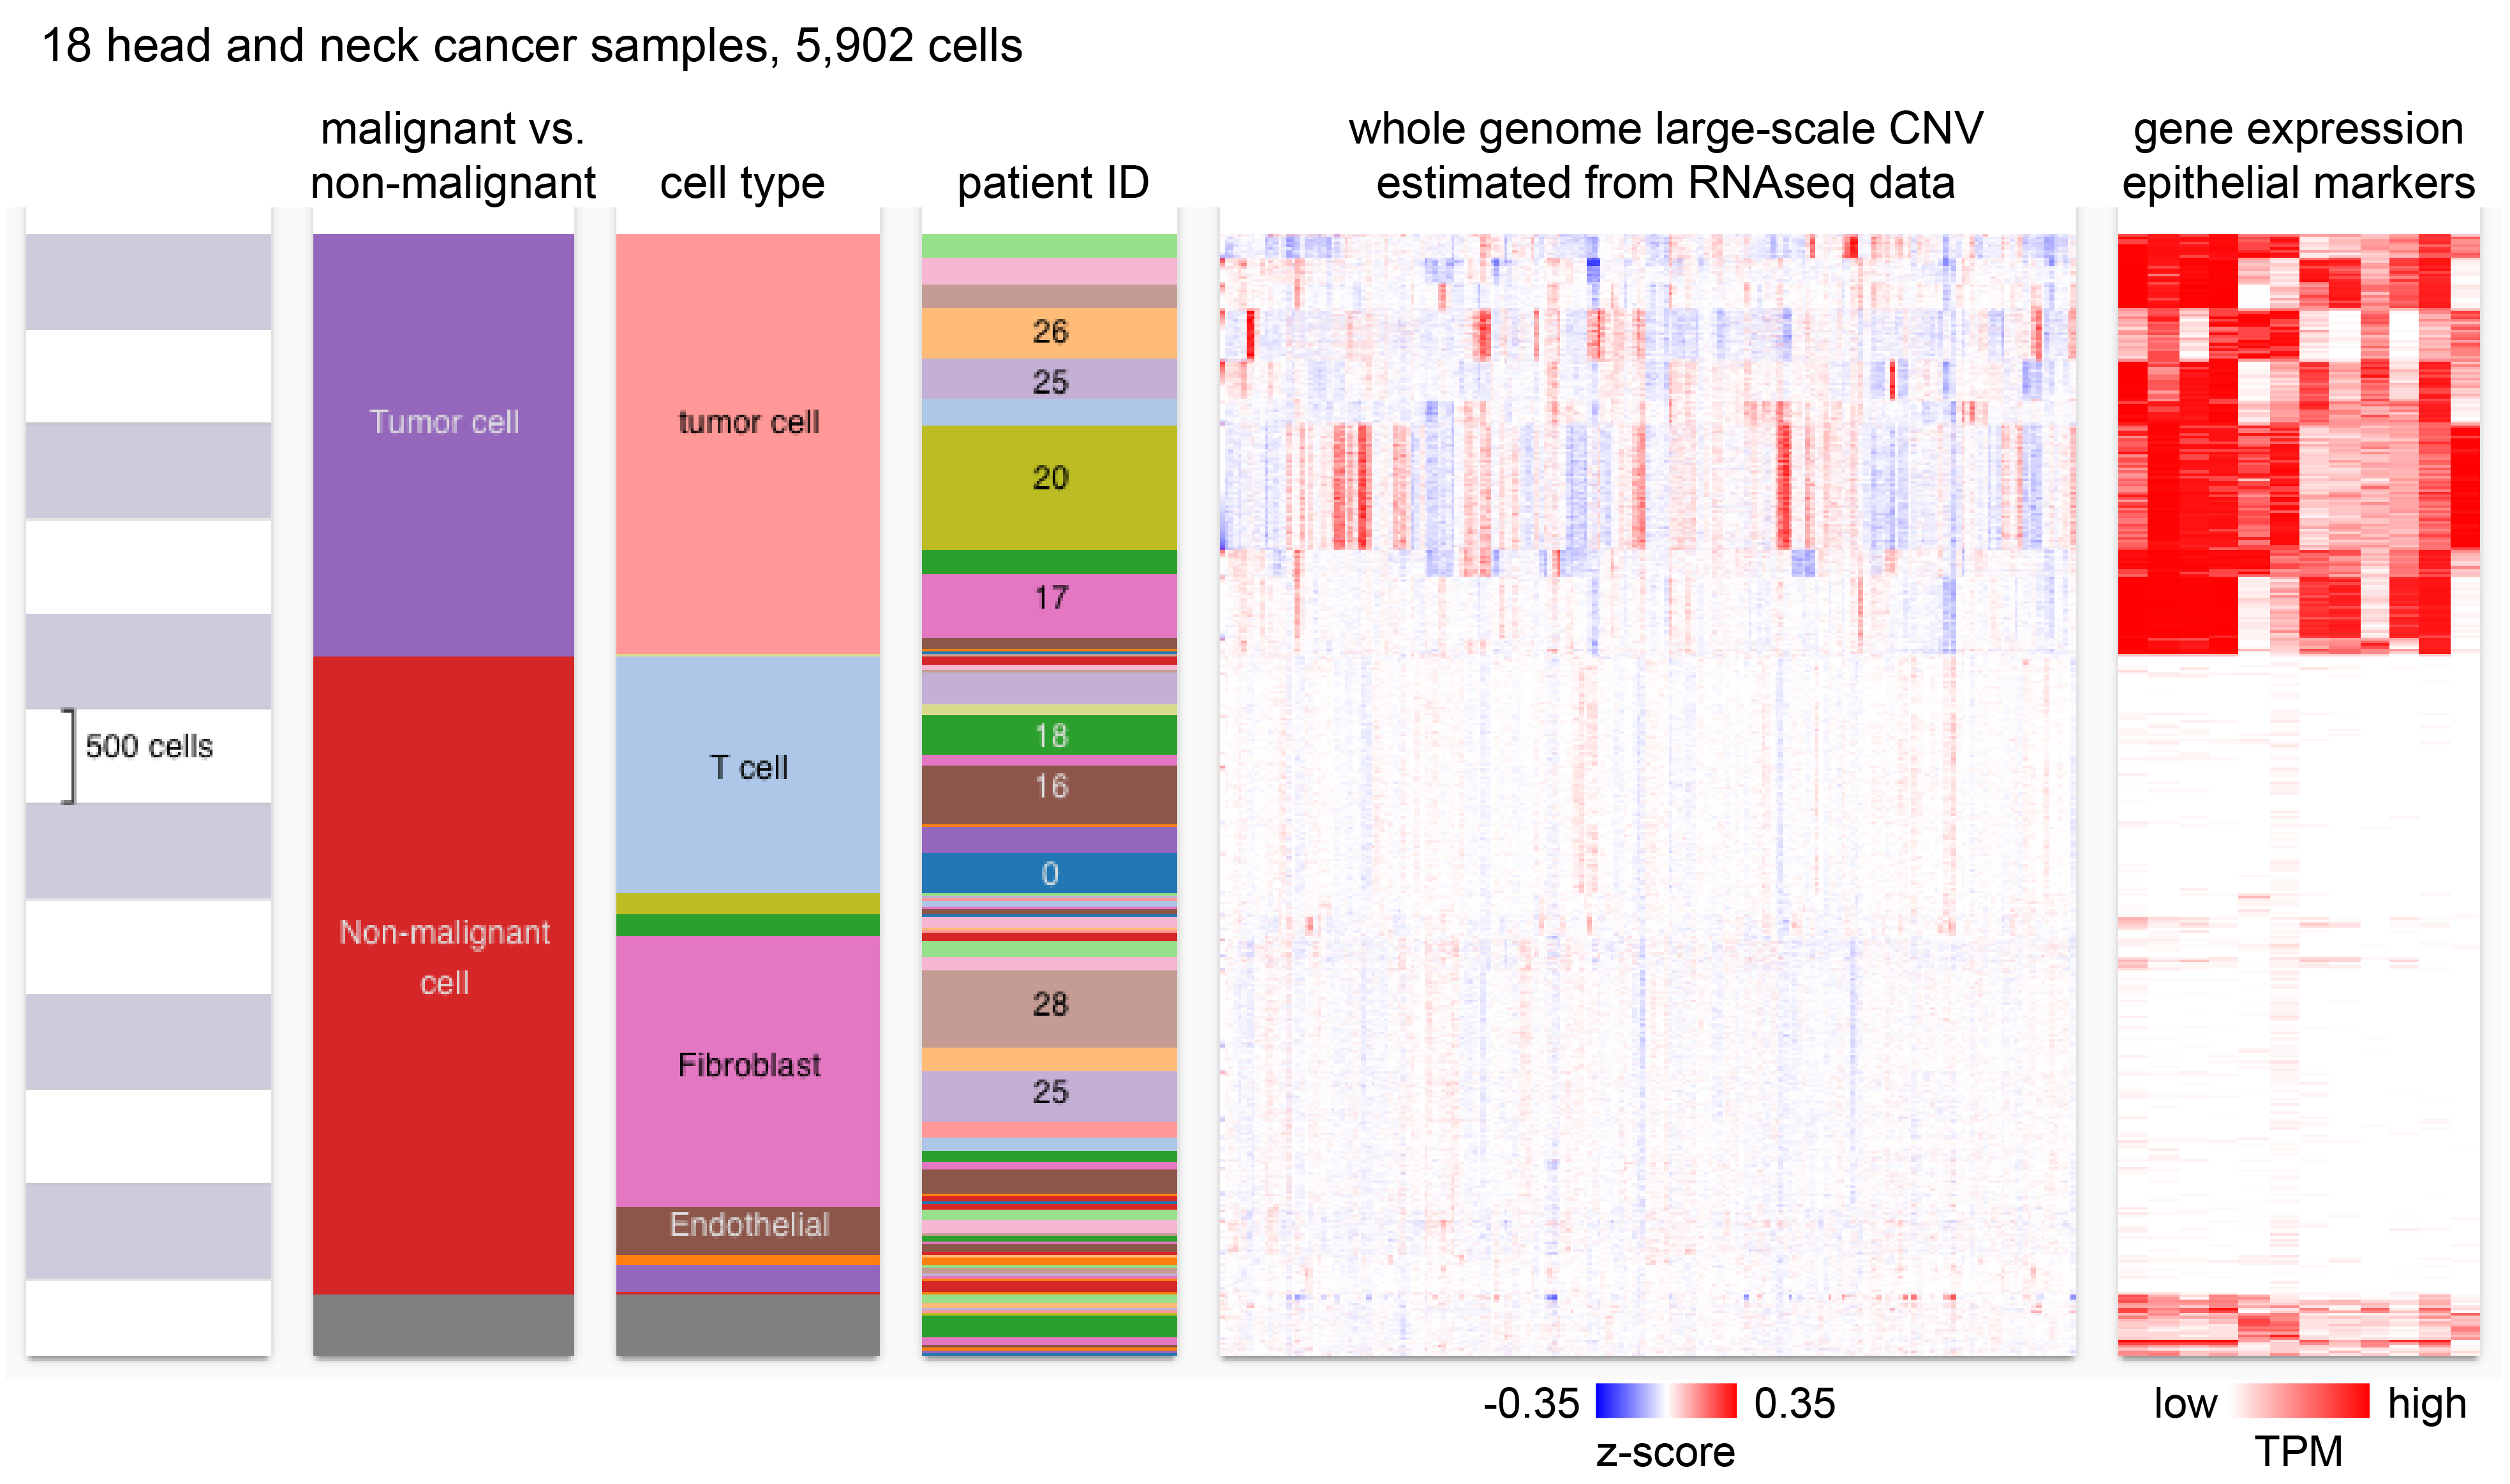 18 head and neck cancer samples, 5,902 cells
malignant vs.
non-malignant
cell type
patient ID
whole genome large-scale CNV
estimated from RNAseq data
gene expression
epithelial markers
500 cells
Tumor cell
Non-malignant
cell
tumor cell
T cell
Fibroblast
Endothelial
26
25
20
17
18
16
0
28
25
-0.35
0.35
z-score
low
high
TPM